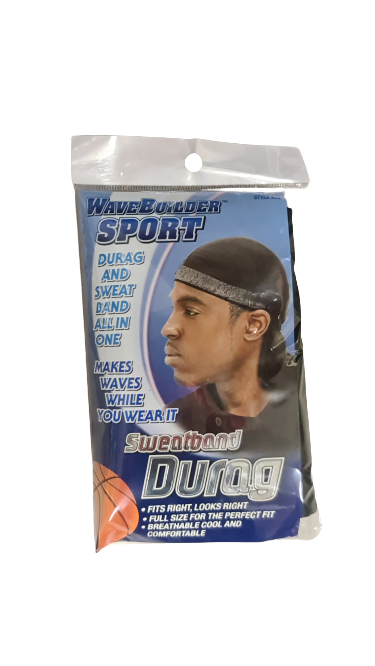 WAVEBUILDER™
SPORT
DURAG
AND
SWEAT
BAND
ALL IN
ONE
MAKES
WAVES
WHILE
YOU WEAR IT
Sweatband
Durag
• FITS RIGHT, LOOKS RIGHT
• FULL SIZE FOR THE PERFECT FIT
• BREATHABLE COOL AND
COMFORTABLE